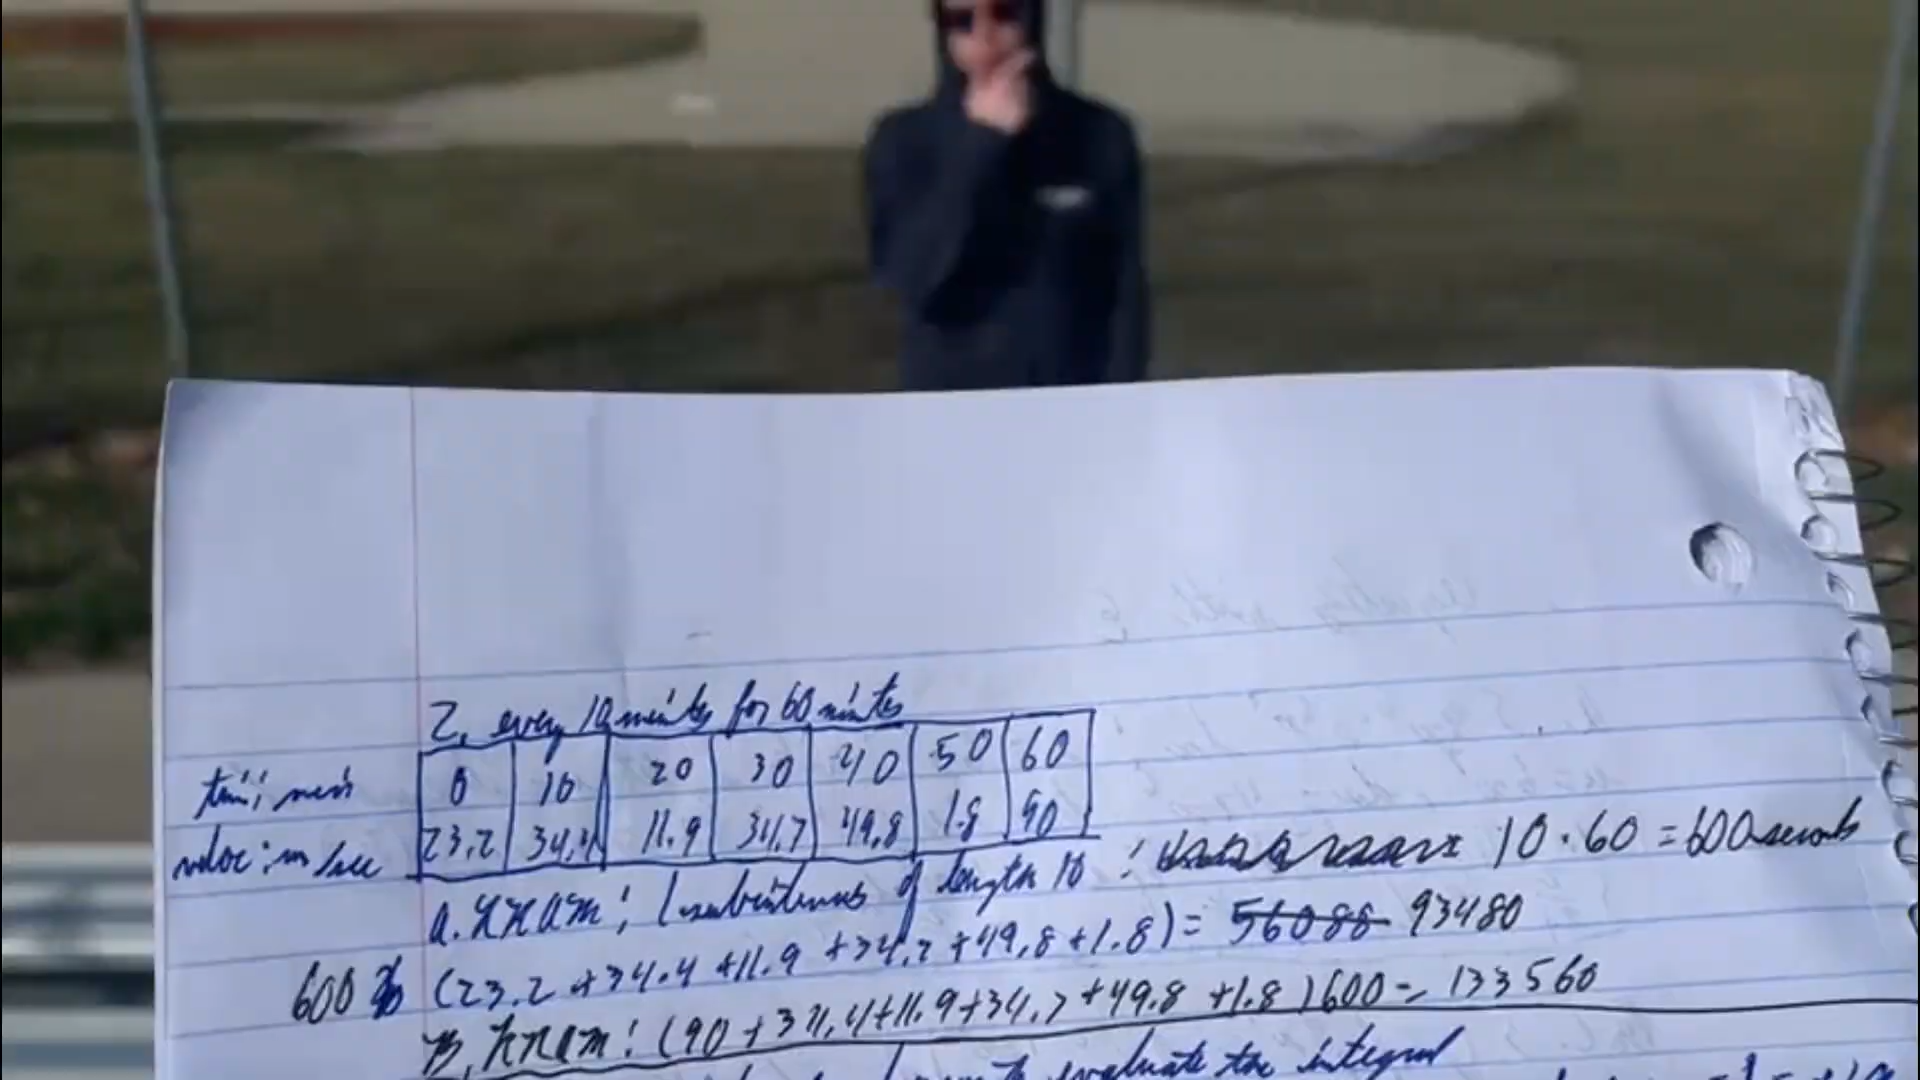 2. every 10 minutes for 60 minutes
time: min 0 10 20 30 40 50 60
veloc: m/sec 23.2 34.4 11.9 34.7 49.8 1.8 90
a. : 6 subintervals of length 10 : 10 · 60 = 600 seconds
600 (23.2 + 34.4 + 11.9 + 34.7 + 49.8 + 1.8) = 56088 93480
B. : (90 + 34.4 + 11.9 + 34.7 + 49.8 + 1.8) 600 = 133560
to evaluate the integral